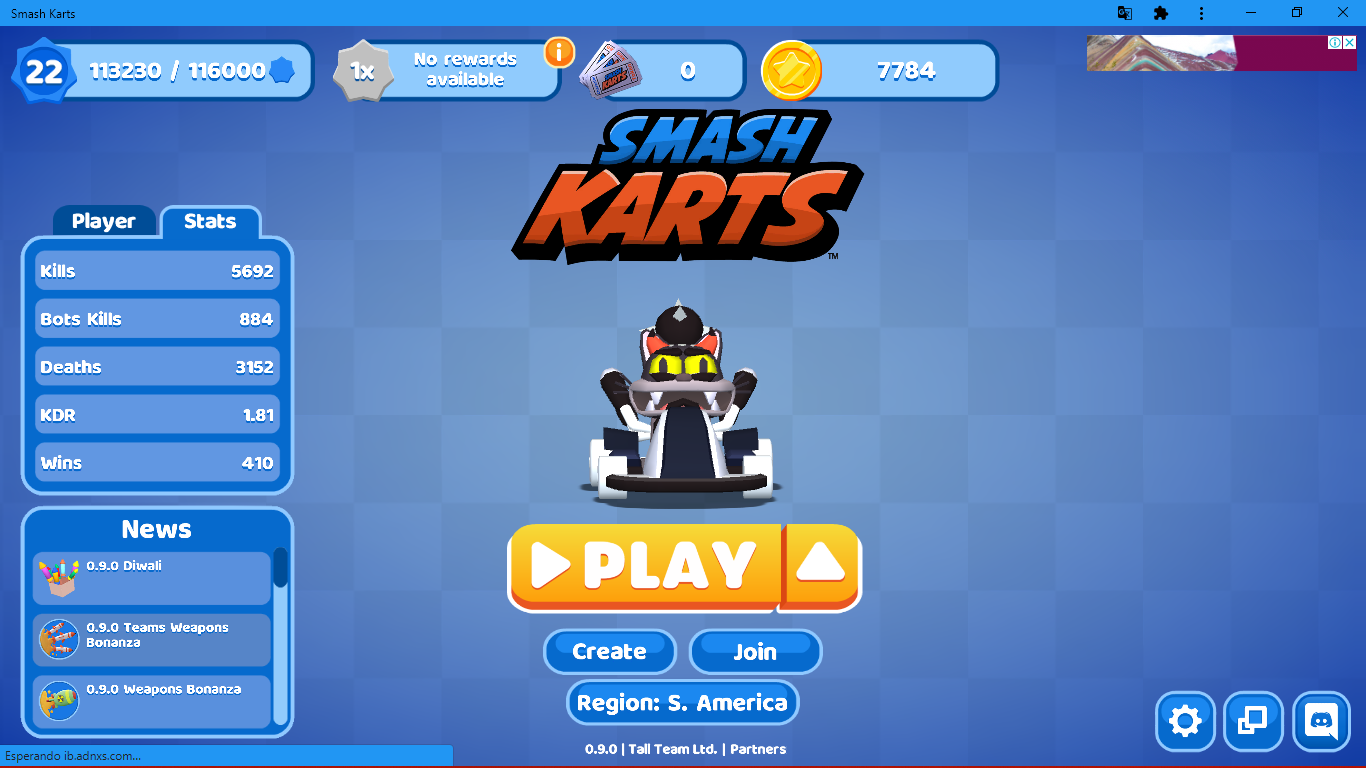 Smash Karts
22
113230 / 116000
1x
No rewards
available
0
7784
SMASH
KARTS
TM
Player
Stats
Kills 5692
Bots Kills 884
Deaths 3152
KDR 1.81
Wins 410
News
0.9.0 Diwali
0.9.0 Teams Weapons
Bonanza
0.9.0 Weapons Bonanza
PLAY
Create
Join
Region: S. America
0.9.0 | Tall Team Ltd. | Partners
Esperando ib.adnxs.com...